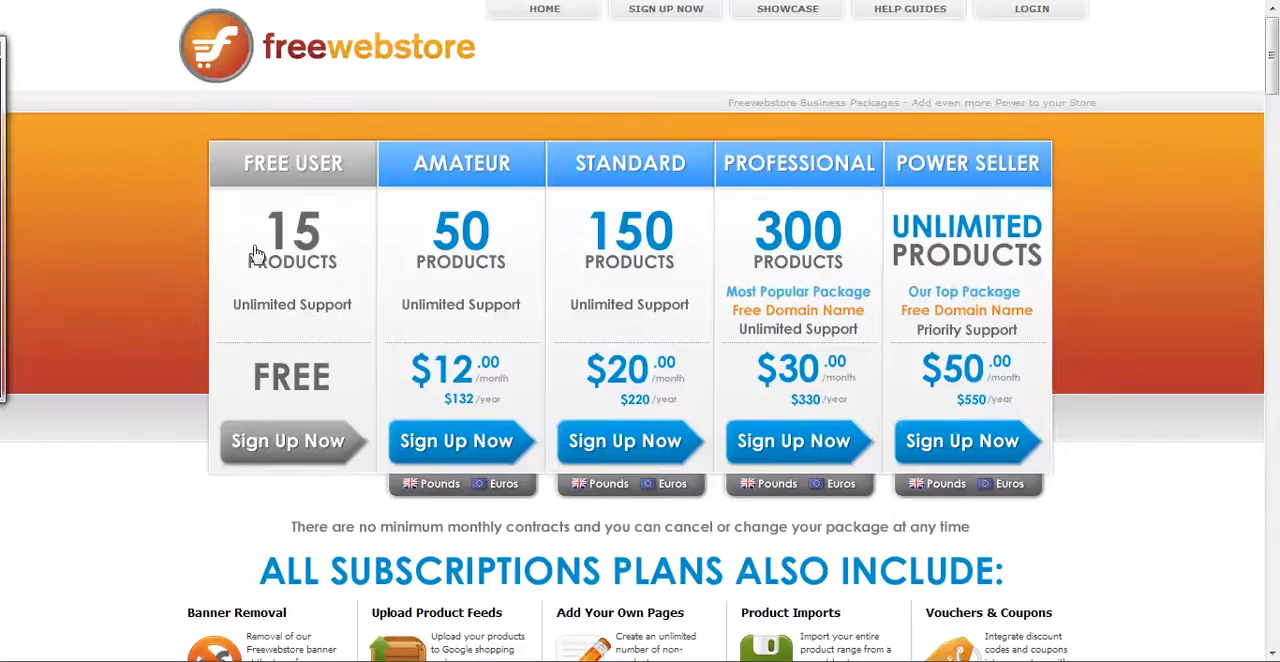 HOME SIGN UP NOW SHOWCASE HELP GUIDES LOGIN
freewebstore
Freewebstore Business Packages - Add even more Power to your Store
FREE USER
15
PRODUCTS
Unlimited Support
FREE
Sign Up Now
AMATEUR
50
PRODUCTS
Unlimited Support
$12.00 /month
$132 /year
Sign Up Now
Pounds Euros
STANDARD
150
PRODUCTS
Unlimited Support
$20.00 /month
$220 /year
Sign Up Now
Pounds Euros
PROFESSIONAL
300
PRODUCTS
Most Popular Package
Free Domain Name
Unlimited Support
$30.00 /month
$330 /year
Sign Up Now
Pounds Euros
POWER SELLER
UNLIMITED
PRODUCTS
Our Top Package
Free Domain Name
Priority Support
$50.00 /month
$550 /year
Sign Up Now
Pounds Euros
There are no minimum monthly contracts and you can cancel or change your package at any time
ALL SUBSCRIPTIONS PLANS ALSO INCLUDE:
Banner Removal
Removal of our
Freewebstore banner
Upload Product Feeds
Upload your products
to Google shopping
Add Your Own Pages
Create an unlimited
number of non-
Product Imports
Import your entire
product range from a
Vouchers & Coupons
Integrate discount
codes and coupons